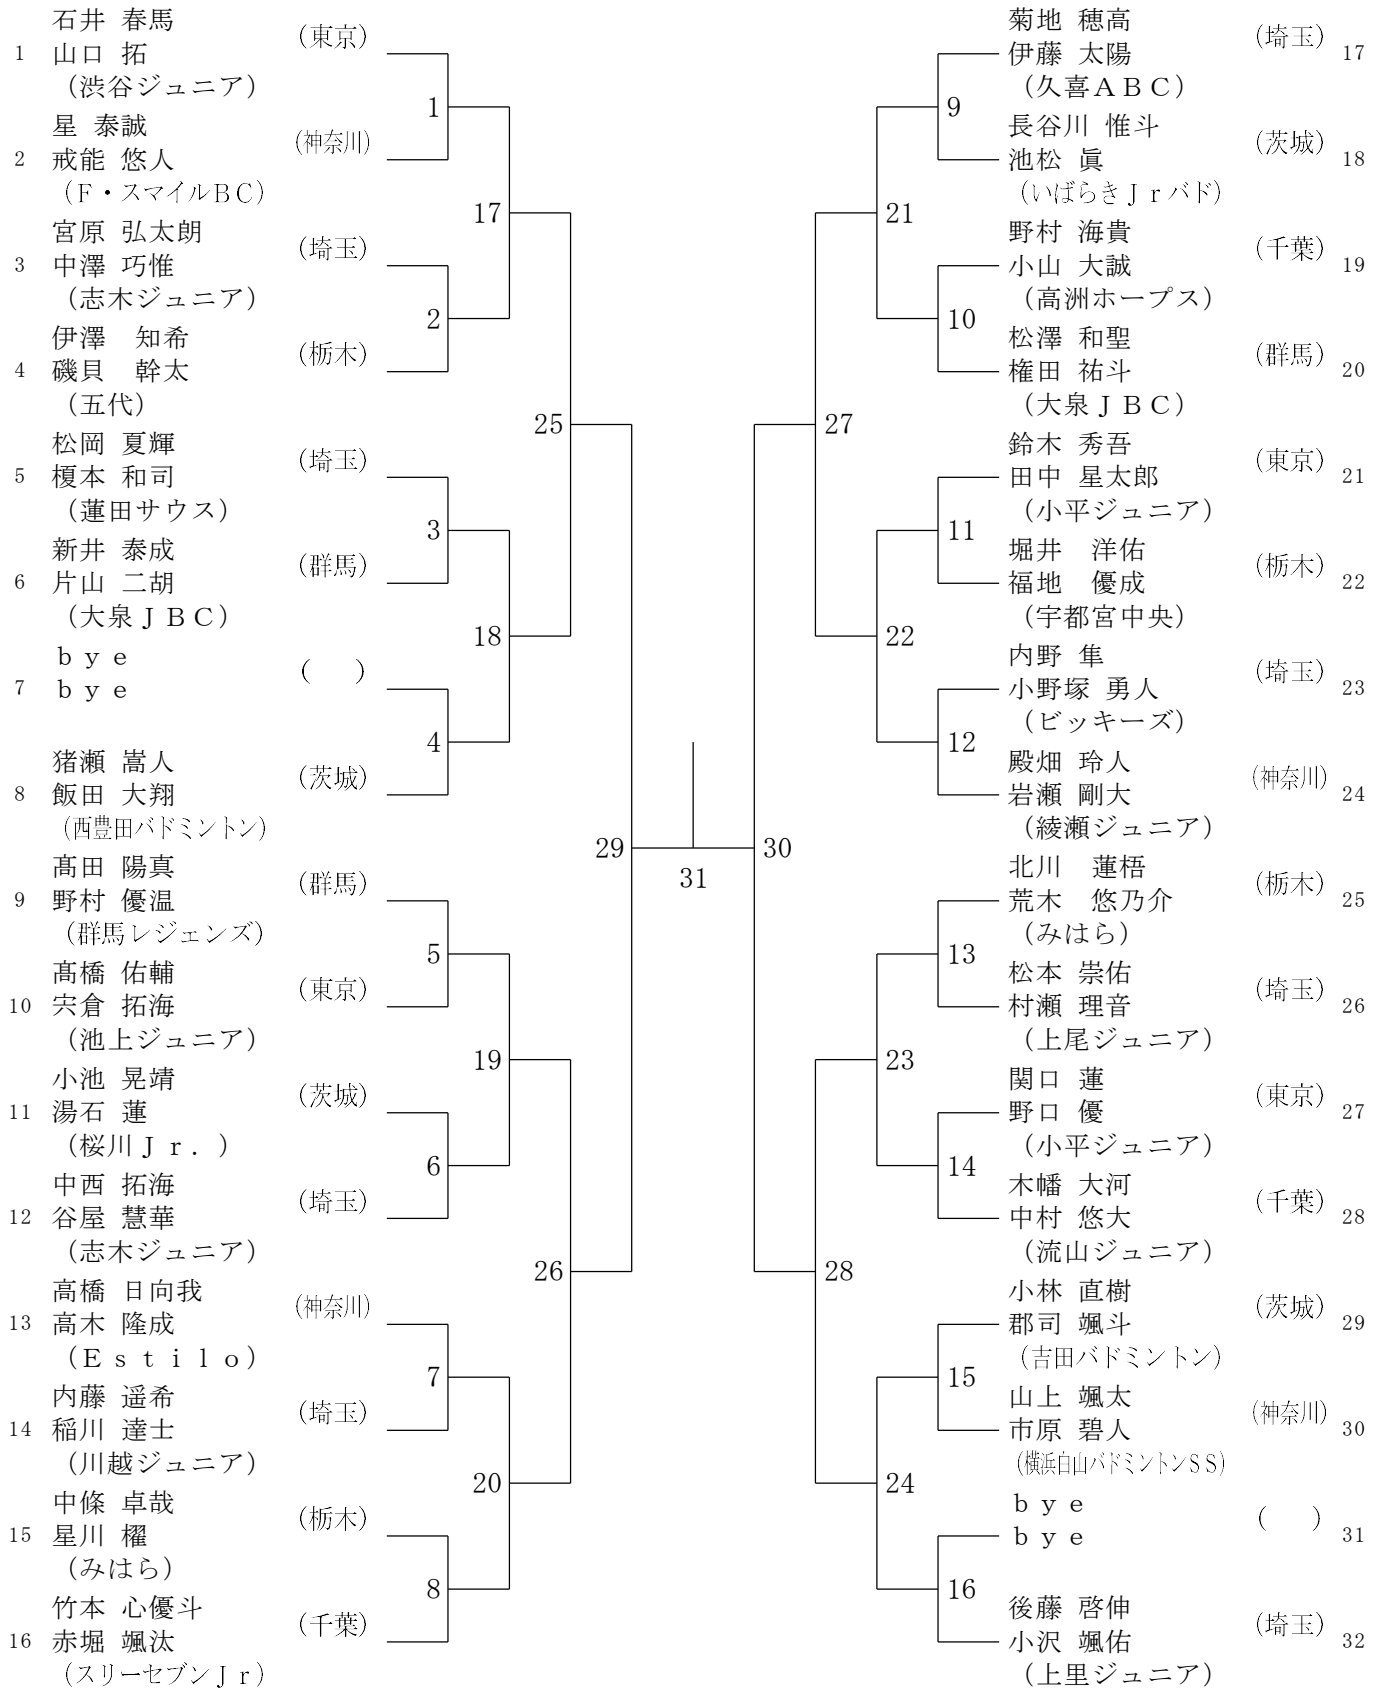 石井 春馬
(東京)
1 山口 拓
(渋谷ジュニア)
1
星 泰誠
(神奈川)
2 戒能 悠人
(F・スマイルBC)
17
宮原 弘太朗
(埼玉)
3 中澤 巧惟
(志木ジュニア)
2
伊澤 知希
(栃木)
4 磯貝 幹太
(五代)
25
松岡 夏輝
(埼玉)
5 榎本 和司
(蓮田サウス)
3
新井 泰成
(群馬)
6 片山 二胡
(大泉JBC)
18
bye
( )
7 bye
4
猪瀬 嵩人
(茨城)
8 飯田 大翔
(西豊田バドミントン)
29
髙田 陽真
(群馬)
9 野村 優温
(群馬レジェンズ)
5
髙橋 佑輔
(東京)
10 宍倉 拓海
(池上ジュニア)
19
小池 晃靖
(茨城)
11 湯石 蓮
(桜川Jr.)
6
中西 拓海
(埼玉)
12 谷屋 慧華
(志木ジュニア)
26
高橋 日向我
(神奈川)
13 高木 隆成
(Estilo)
7
内藤 遥希
(埼玉)
14 稲川 達士
(川越ジュニア)
20
中條 卓哉
(栃木)
15 星川 櫂
(みはら)
8
竹本 心優斗
(千葉)
16 赤堀 颯汰
(スリーセブンJr)
31
菊地 穂高
(埼玉)
伊藤 太陽 17
(久喜ABC)
9
長谷川 惟斗
(茨城)
池松 眞 18
(いばらきJrバド)
21
野村 海貴
(千葉)
小山 大誠 19
(高洲ホープス)
10
松澤 和聖
(群馬)
権田 祐斗 20
(大泉JBC)
27
鈴木 秀吾
(東京)
田中 星太郎 21
(小平ジュニア)
11
堀井 洋佑
(栃木)
福地 優成 22
(宇都宮中央)
22
内野 隼
(埼玉)
小野塚 勇人 23
(ビッキーズ)
12
殿畑 玲人
(神奈川)
岩瀬 剛大 24
(綾瀬ジュニア)
30
北川 蓮梧
(栃木)
荒木 悠乃介 25
(みはら)
13
松本 崇佑
(埼玉)
村瀬 理音 26
(上尾ジュニア)
23
関口 蓮
(東京)
野口 優 27
(小平ジュニア)
14
木幡 大河
(千葉)
中村 悠大 28
(流山ジュニア)
28
小林 直樹
(茨城)
郡司 颯斗 29
(吉田バドミントン)
15
山上 颯太
(神奈川)
市原 碧人 30
(横浜白山バドミントンSS)
24
bye
( )
bye 31
16
後藤 啓伸
(埼玉)
小沢 颯佑 32
(上里ジュニア)